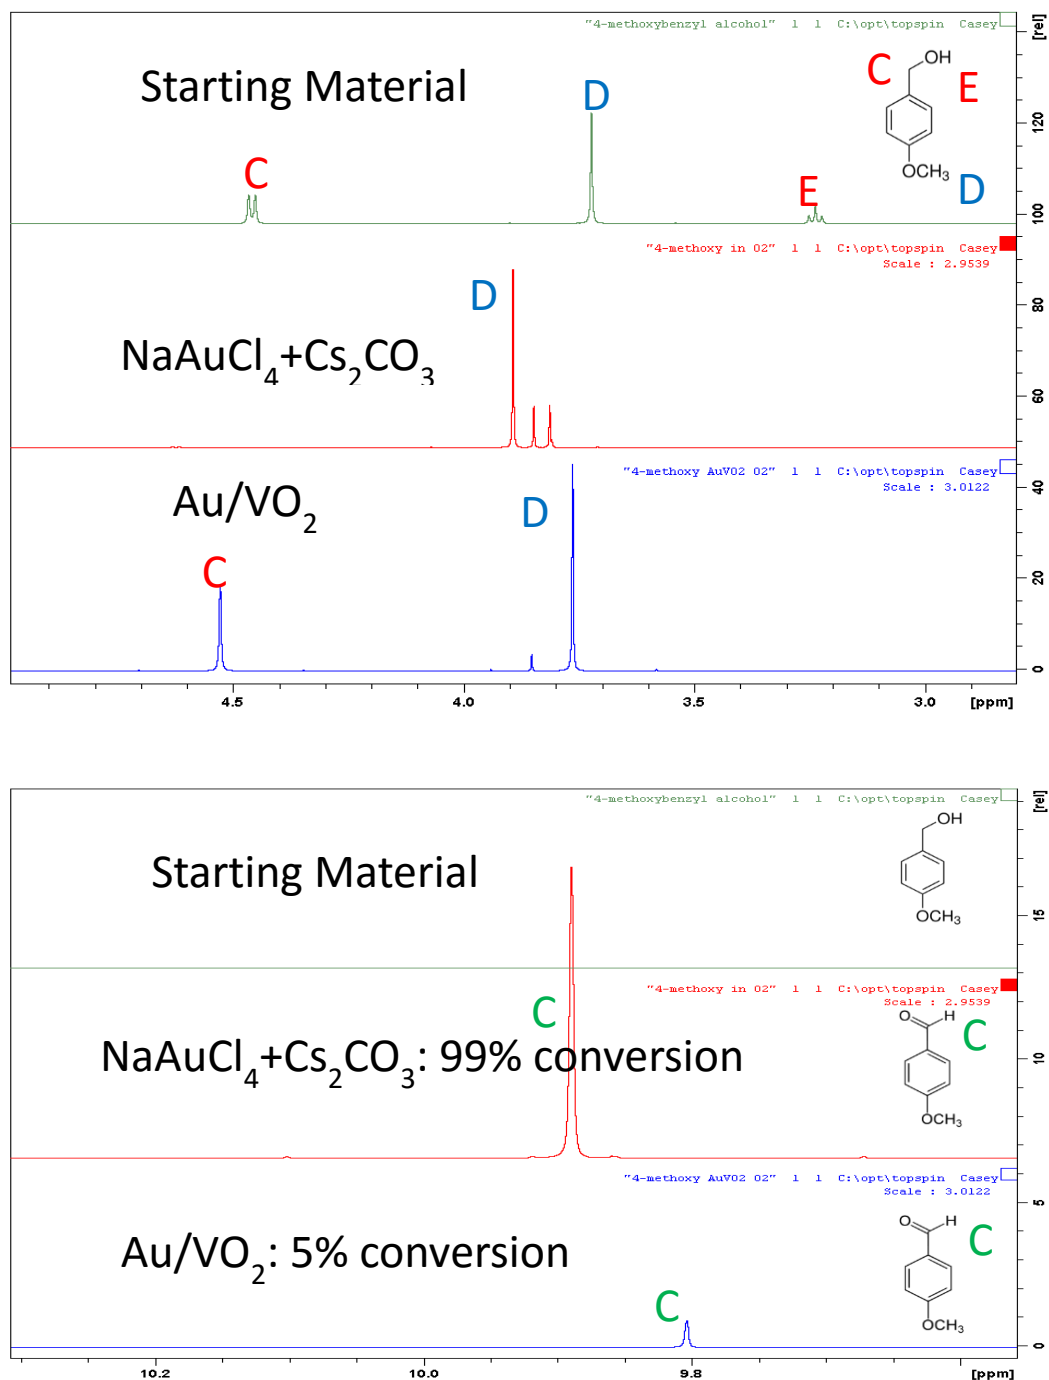 "4-methoxybenzyl alcohol" 1 1 C:\opt\topspin Casey
[rel]
Starting Material
C
OH
E
D
OCH₃
D
C
E
120
100
"4-methoxy in O2" 1 1 C:\opt\topspin Casey
Scale : 2.9539
D
NaAuCl₄+Cs₂CO₃
80
60
"4-methoxy AuVO2 O2" 1 1 C:\opt\topspin Casey
Scale : 3.0122
Au/VO₂
D
C
40
20
0
4.5 4.0 3.5 3.0 [ppm]
"4-methoxybenzyl alcohol" 1 1 C:\opt\topspin Casey
[rel]
OH
Starting Material
OCH₃
15
"4-methoxy in O2" 1 1 C:\opt\topspin Casey
Scale : 2.9539
C
O H
C
NaAuCl₄+Cs₂CO₃: 99% conversion
10
OCH₃
"4-methoxy AuVO2 O2" 1 1 C:\opt\topspin Casey
Scale : 3.0122
5
O H
C
Au/VO₂: 5% conversion
C
OCH₃
0
10.2 10.0 9.8 [ppm]